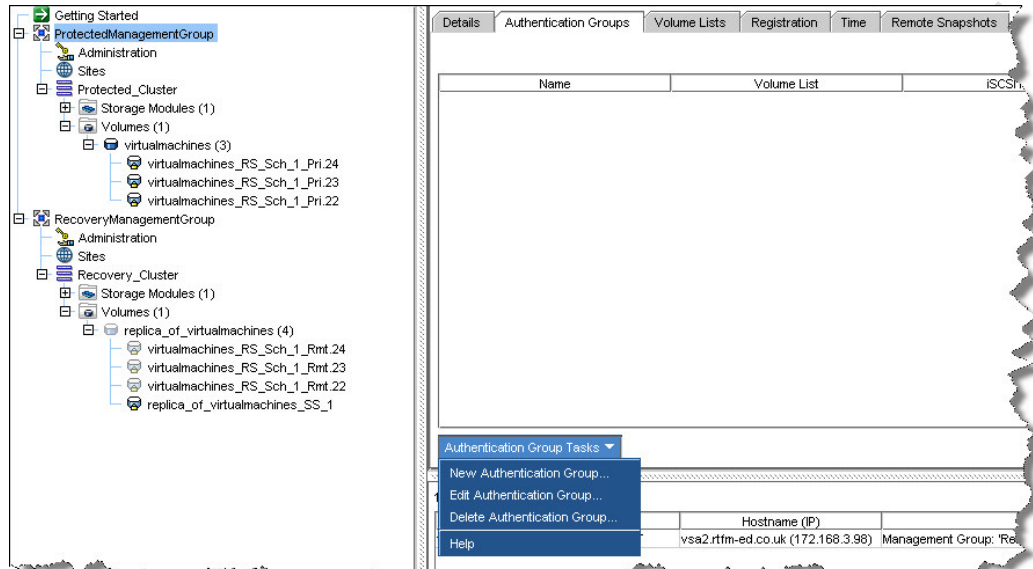 Getting Started
ProtectedManagementGroup
Administration
Sites
Protected_Cluster
Storage Modules (1)
Volumes (1)
virtualmachines (3)
virtualmachines_RS_Sch_1_Pri.24
virtualmachines_RS_Sch_1_Pri.23
virtualmachines_RS_Sch_1_Pri.22
RecoveryManagementGroup
Administration
Sites
Recovery_Cluster
Storage Modules (1)
Volumes (1)
replica_of_virtualmachines (4)
virtualmachines_RS_Sch_1_Rmt.24
virtualmachines_RS_Sch_1_Rmt.23
virtualmachines_RS_Sch_1_Rmt.22
replica_of_virtualmachines_SS_1
Details Authentication Groups Volume Lists Registration Time Remote Snapshots
Name Volume List
Authentication Group Tasks
New Authentication Group...
Edit Authentication Group...
Delete Authentication Group...
Help
Hostname (IP)
vsa2.rtfm-ed.co.uk (172.168.3.98) Management Group: 'Re